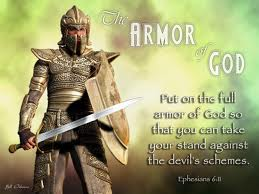 The
ARMOR
of
GOD
Put on the full
armor of God so
that you can take
your stand against
the devil's schemes.
Ephesians 6:11